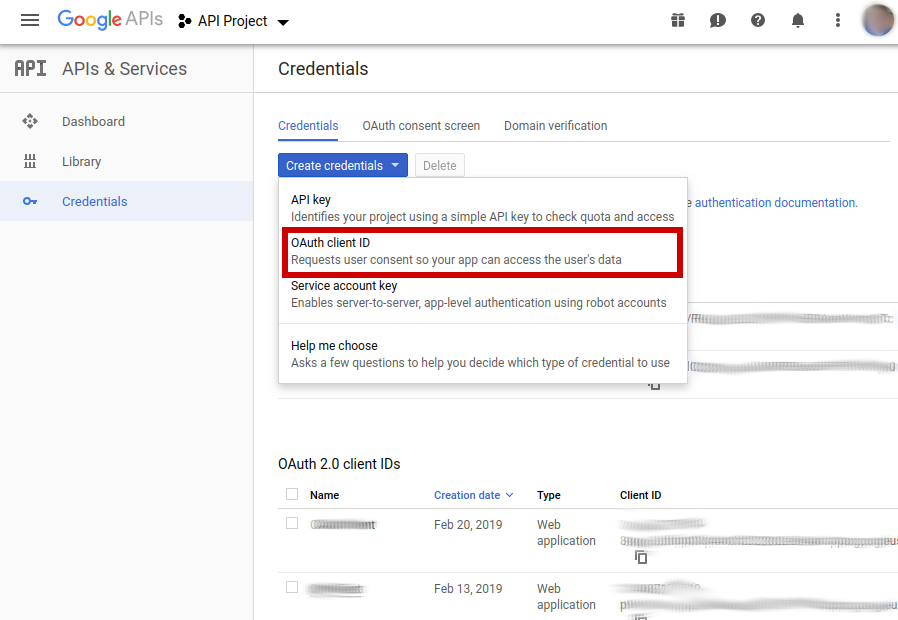 Google APIs API Project
API APIs & Services
Credentials
Dashboard
Library
Credentials
Credentials OAuth consent screen Domain verification
Create credentials Delete
API key
Identifies your project using a simple API key to check quota and access
authentication documentation.
OAuth client ID
Requests user consent so your app can access the user's data
Service account key
Enables server-to-server, app-level authentication using robot accounts
Help me choose
Asks a few questions to help you decide which type of credential to use
OAuth 2.0 client IDs
Name Creation date Type Client ID
Feb 20, 2019 Web
application
Feb 13, 2019 Web
application